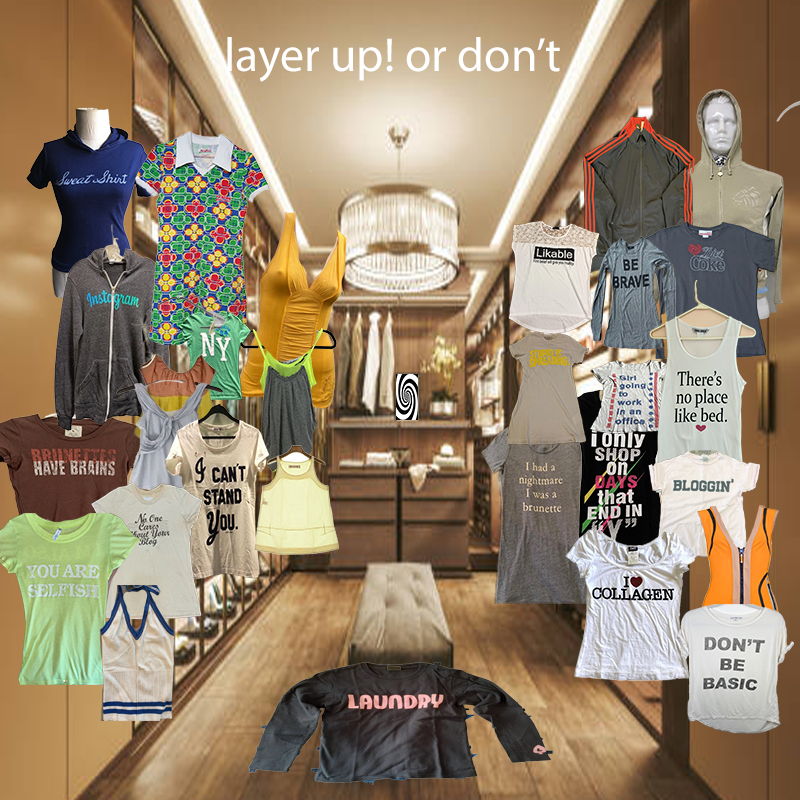 layer up! or don't
Sweat Shirt
Instagram
NY
BRUNETTES
HAVE BRAINS
I CAN'T
STAND
YOU.
No One
Cares
About Your
Blog
YOU ARE
SELFISH
Likable
BE
BRAVE
Diet
Coke
There's
no place
like bed.
Girl
going
to
work
in an
office
I only
SHOP
on
DAYS
that
END IN
"Y"
I had a
nightmare
I was a
brunette
BLOGGIN'
I
COLLAGEN
DON'T
BE
BASIC
LAUNDRY